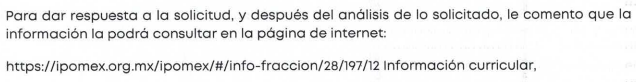 Para dar respuesta a la solicitud, y después del análisis de lo solicitado, le comento que la
información la podrá consultar en la página de internet:
https://ipomex.org.mx/ipomex/#/info-fraccion/28/197/12 Información curricular,